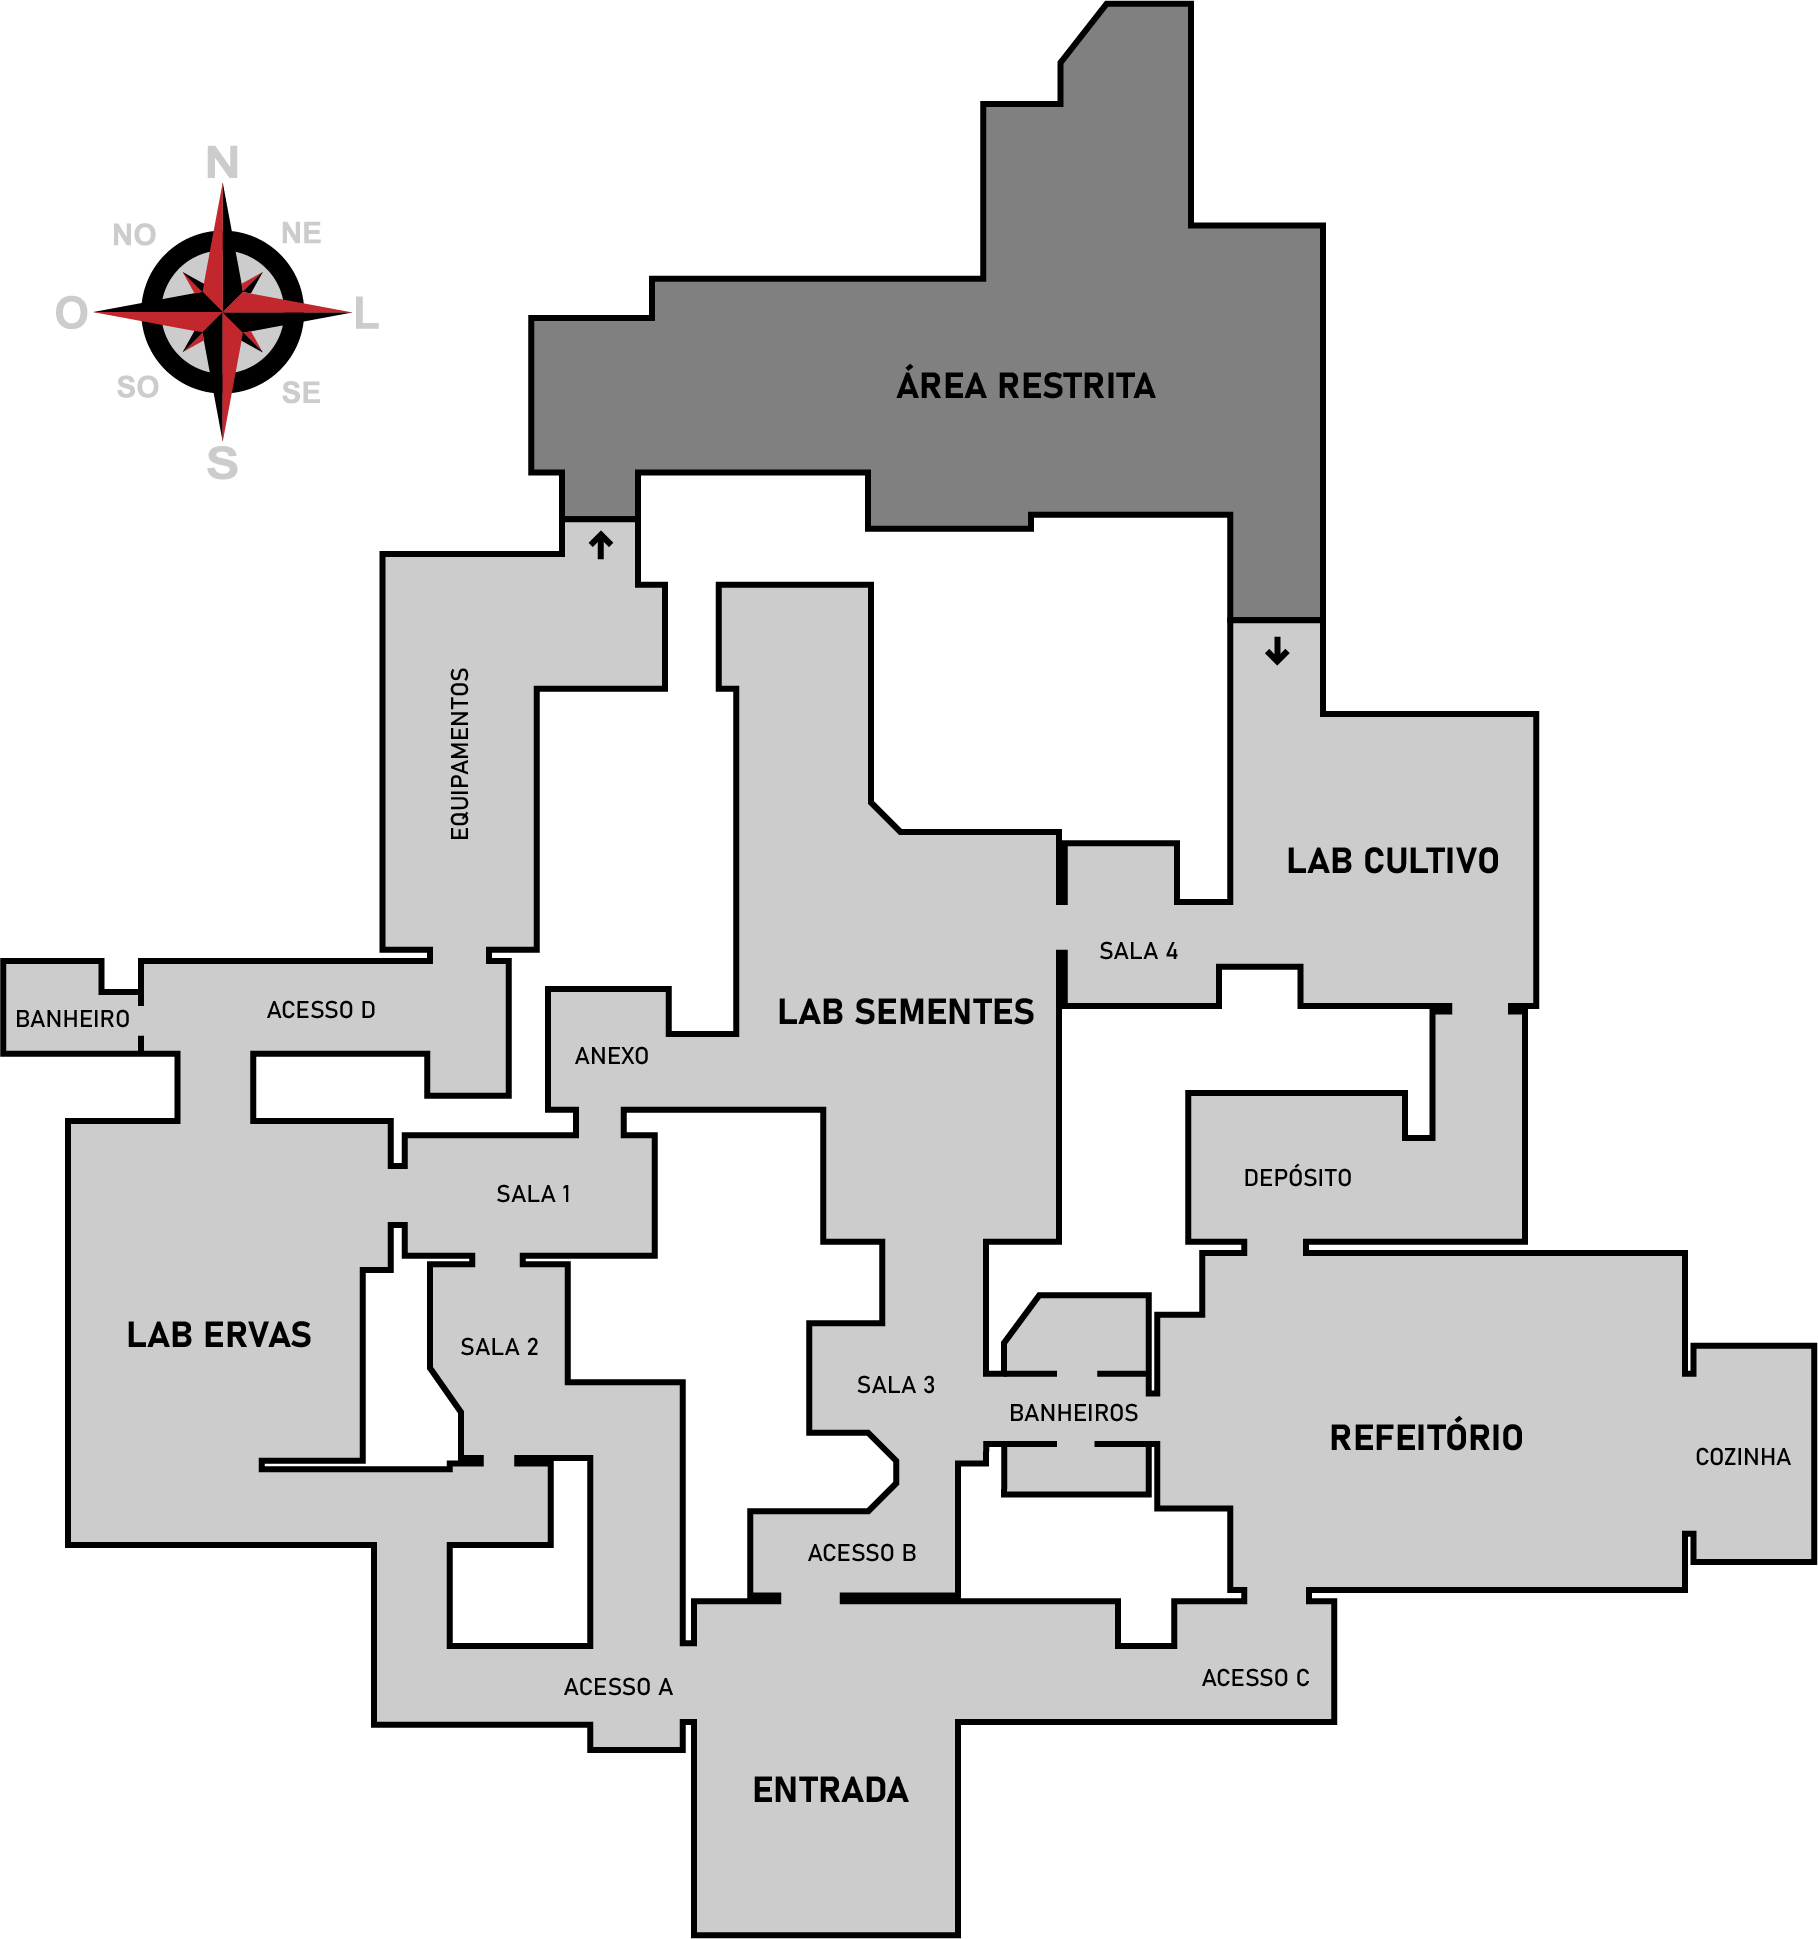 N
NO
NE
O
L
SO
SE
S
ÁREA RESTRITA
EQUIPAMENTOS
LAB CULTIVO
SALA 4
BANHEIRO
ACESSO D
LAB SEMENTES
ANEXO
DEPÓSITO
SALA 1
LAB ERVAS
SALA 2
SALA 3
BANHEIROS
REFEITÓRIO
COZINHA
ACESSO B
ACESSO A
ACESSO C
ENTRADA